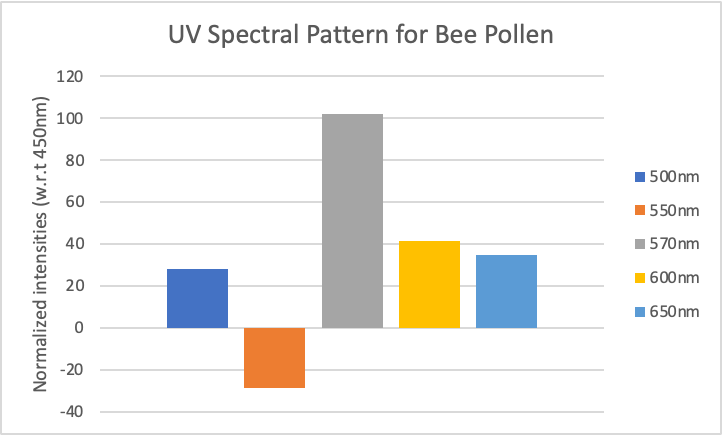 UV Spectral Pattern for Bee Pollen
Normalized intensities (w.r.t 450nm)
120
100
80
60
40
20
0
-20
-40
500nm
550nm
570nm
600nm
650nm